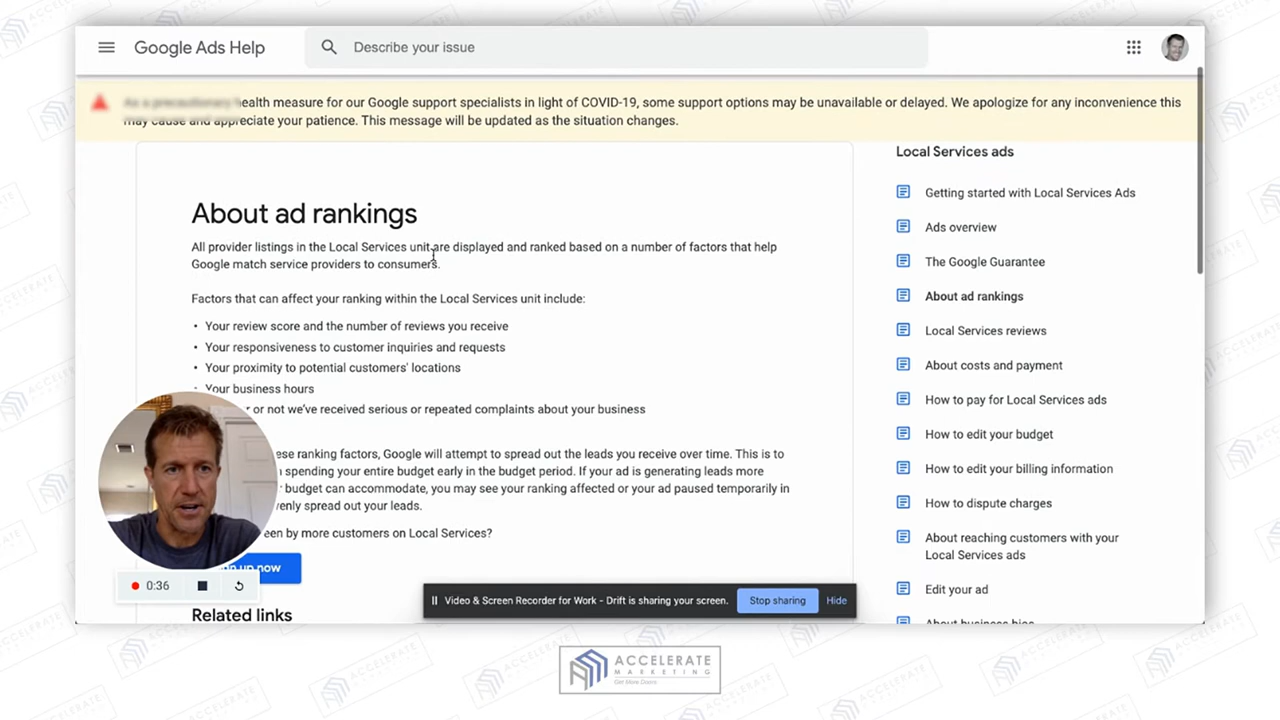 Google Ads Help
Describe your issue
health measure for our Google support specialists in light of COVID-19, some support options may be unavailable or delayed. We apologize for any inconvenience this
may cause and appreciate your patience. This message will be updated as the situation changes.
About ad rankings
All provider listings in the Local Services unit are displayed and ranked based on a number of factors that help
Google match service providers to consumers.
Factors that can affect your ranking within the Local Services unit include:
• Your review score and the number of reviews you receive
• Your responsiveness to customer inquiries and requests
• Your proximity to potential customers' locations
• Your business hours
or not we've received serious or repeated complaints about your business
ese ranking factors, Google will attempt to spread out the leads you receive over time. This is to
spending your entire budget early in the budget period. If your ad is generating leads more
budget can accommodate, you may see your ranking affected or your ad paused temporarily in
venly spread out your leads.
een by more customers on Local Services?
up now
Related links
Local Services ads
Getting started with Local Services Ads
Ads overview
The Google Guarantee
About ad rankings
Local Services reviews
About costs and payment
How to pay for Local Services ads
How to edit your budget
How to edit your billing information
How to dispute charges
About reaching customers with your
Local Services ads
Edit your ad
About business bios
0:36
Video & Screen Recorder for Work - Drift is sharing your screen.
Stop sharing
Hide
ACCELERATE
MARKETING
Get More Doors